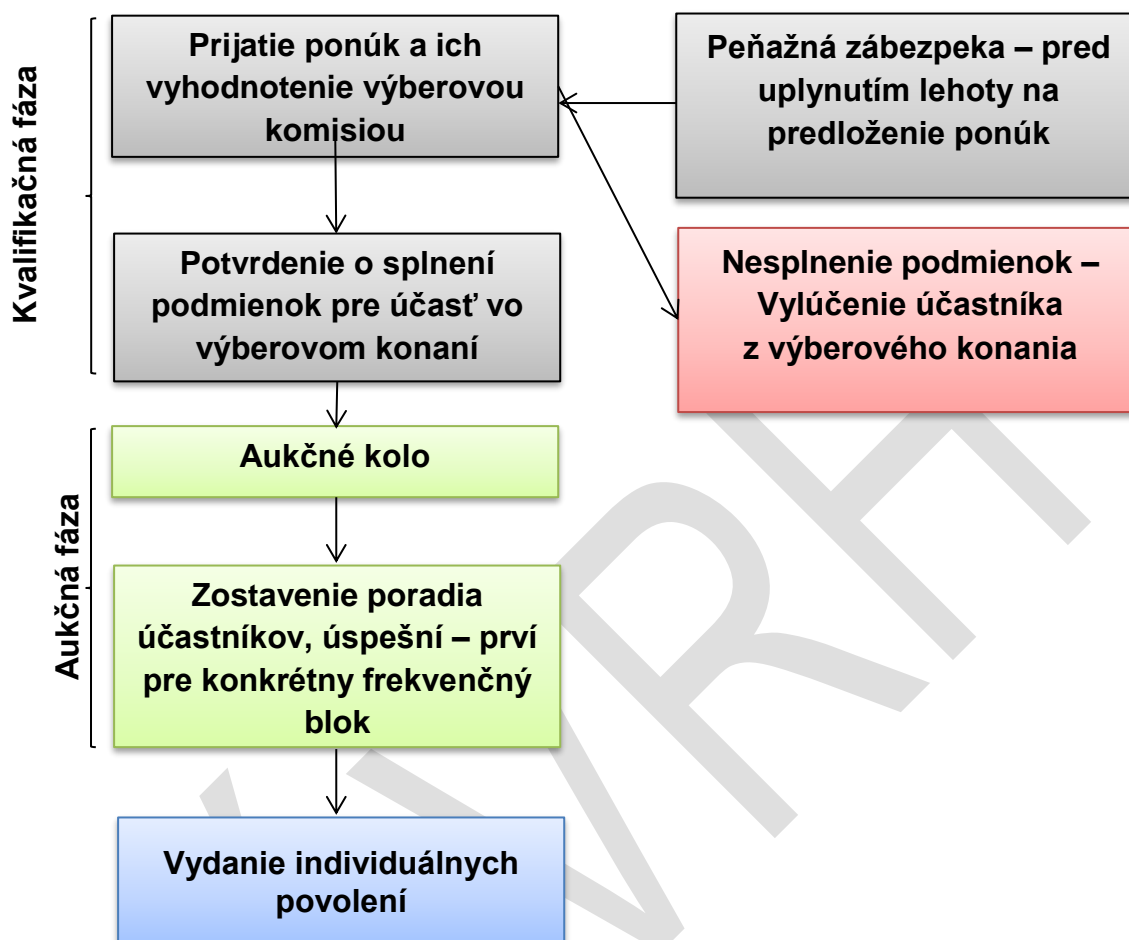 Kvalifikačná fáza
Prijatie ponúk a ich
vyhodnotenie výberovou
komisiou
Peňažná zábezpeka – pred
uplynutím lehoty na
predloženie ponúk
Potvrdenie o splnení
podmienok pre účasť vo
výberovom konaní
Nesplnenie podmienok –
Vylúčenie účastníka
z výberového konania
Aukčná fáza
Aukčné kolo
Zostavenie poradia
účastníkov, úspešní – prví
pre konkrétny frekvenčný
blok
Vydanie individuálnych
povolení
VRH